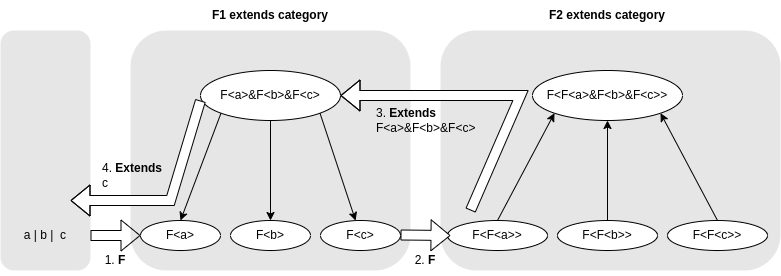 F1 extends category
F2 extends category
F<a>&F<b>&F<c>
F<F<a>&F<b>&F<c>>
3. Extends
F<a>&F<b>&F<c>
4. Extends
c
a | b | c
F<a>
F<b>
F<c>
F<F<a>>
F<F<b>>
F<F<c>>
1. F
2. F